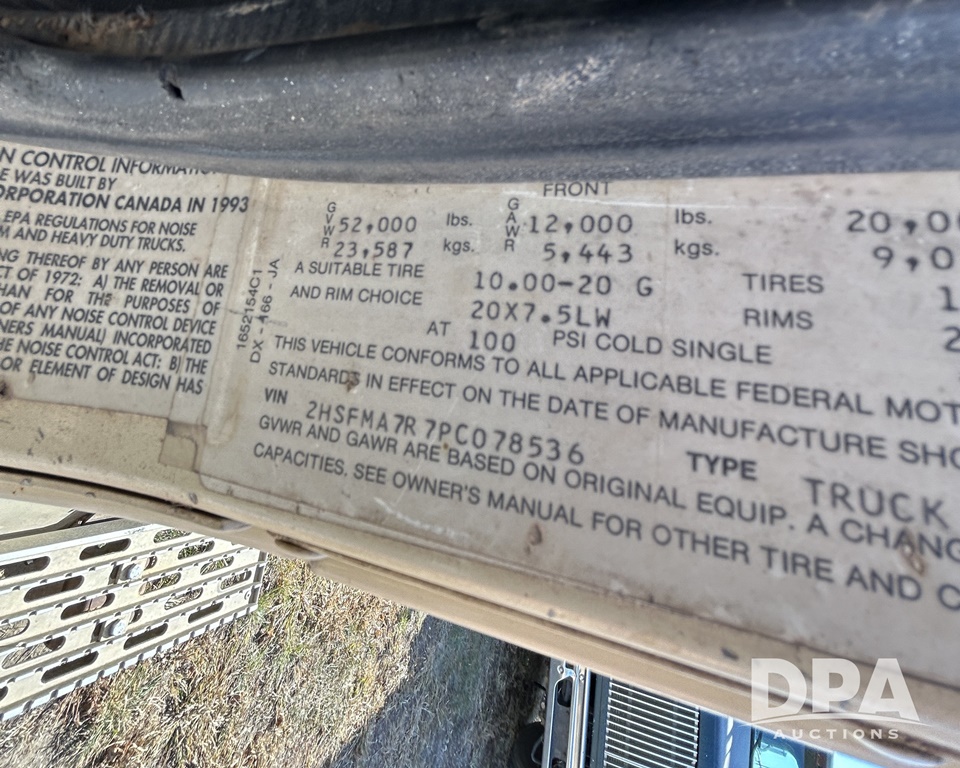 N CONTROL INFORMATION
E WAS BUILT BY
ORPORATION CANADA IN 1993
EPA REGULATIONS FOR NOISE
M AND HEAVY DUTY TRUCKS.
NG THEREOF BY ANY PERSON ARE
CT OF 1972: A) THE REMOVAL OR
HAN FOR THE PURPOSES OF
OF ANY NOISE CONTROL DEVICE
NERS MANUAL) INCORPORATED
HE NOISE CONTROL ACT: B) THE
OR ELEMENT OF DESIGN HAS
1652154C1
DX - 166 - JA
FRONT
GVWR 52,000 lbs. GAWR 12,000 lbs. 20,00
23,587 kgs. 5,443 kgs. 9,0
A SUITABLE TIRE 10.00-20 G TIRES 1
AND RIM CHOICE 20X7.5LW RIMS 2
AT 100 PSI COLD SINGLE
THIS VEHICLE CONFORMS TO ALL APPLICABLE FEDERAL MOT
STANDARDS IN EFFECT ON THE DATE OF MANUFACTURE SHO
VIN 2HSFMA7R7PC078536 TYPE TRUCK
GVWR AND GAWR ARE BASED ON ORIGINAL EQUIP. A CHANG
CAPACITIES. SEE OWNER'S MANUAL FOR OTHER TIRE AND C
DPA
AUCTIONS